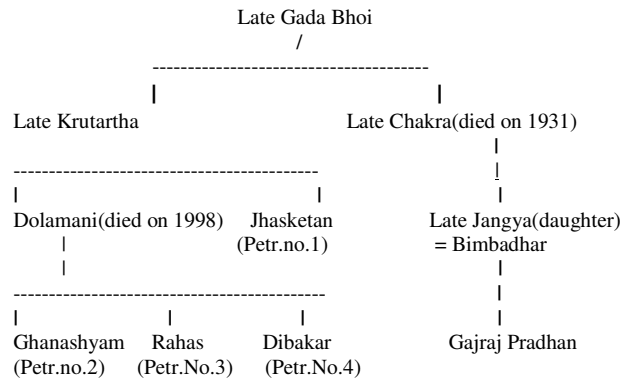 Late Gada Bhoi
/
---------------------------------------
| |
Late Krutartha Late Chakra(died on 1931)
|
------------------------------------------- |
| | |
Dolamani(died on 1998) Jhasketan Late Jangya(daughter)
| (Petr.no.1) = Bimbadhar
| |
-------------------------------------------- |
| | | |
Ghanashyam Rahas Dibakar Gajraj Pradhan
(Petr.no.2) (Petr.No.3) (Petr.No.4)